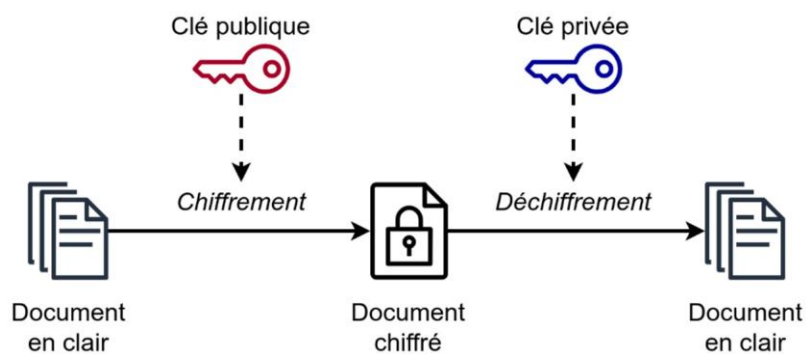 Clé publique
Clé privée
Chiffrement
Déchiffrement
Document
en clair
Document
chiffré
Document
en clair